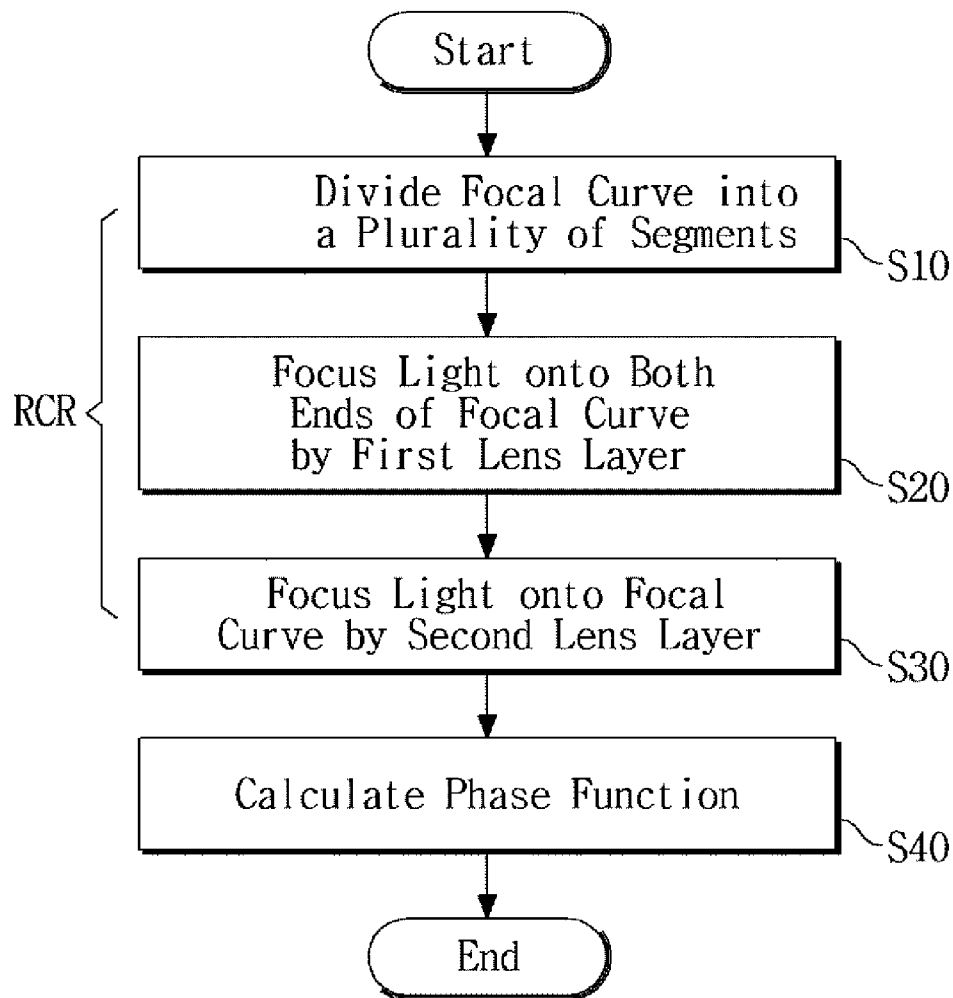 Start
Divide Focal Curve into
a Plurality of Segments
S10
Focus Light onto Both
Ends of Focal Curve
by First Lens Layer
S20
RCR
Focus Light onto Focal
Curve by Second Lens Layer
S30
Calculate Phase Function
S40
End